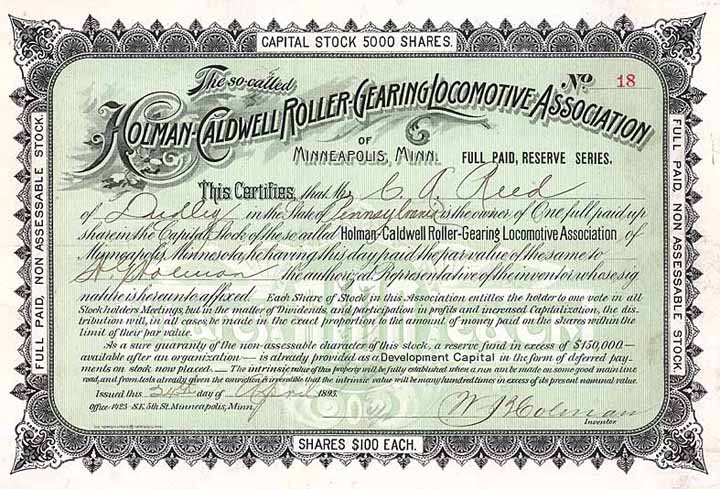 CAPITAL STOCK 5000 SHARES.
The so-called No. 18
HOLMAN-CALDWELL ROLLER-GEARING LOCOMOTIVE ASSOCIATION
OF
MINNEAPOLIS, MINN. FULL PAID, RESERVE SERIES.
This Certifies, that Mr. C. A. Reed
of Dudley in the State of Pennsylvania is the owner of One full paid up
share in the Capital Stock of the so called Holman-Caldwell Roller-Gearing Locomotive Association of
Minneapolis, Minnesota, he having this day paid the par value of the same to
W. J. Holman the authorized Representative of the inventor whose sig
nature is hereunto affixed. Each Share of Stock in this Association entitles the holder to one vote in all
Stockholders Meetings, but in the matter of Dividends, and participation in profits and increased Capitalization, the dis-
tribution will, in all cases, be made in the exact proportion to the amount of money paid on the shares within the
limit of their par value.
As a sure guaranty of the non-assessable character of this stock, a reserve fund in excess of $150,000.—
available after an organization — is already provided as a Development Capital in the form of deferred pay-
ments on stock now placed. — The intrinsic value of this property will be fully established when a run can be made on some good main line
road, and from tests already given the conviction is irresistible that the intrinsic value will be many hundred times in excess of its present nominal value.
Issued this 24th day of April 1895.
Office 423 - S.E. 5th St. Minneapolis, Minn. W. J. Holman
Inventor.
SHARES $100 EACH.
FULL PAID, NON ASSESSABLE STOCK
FULL PAID, NON ASSESSABLE STOCK